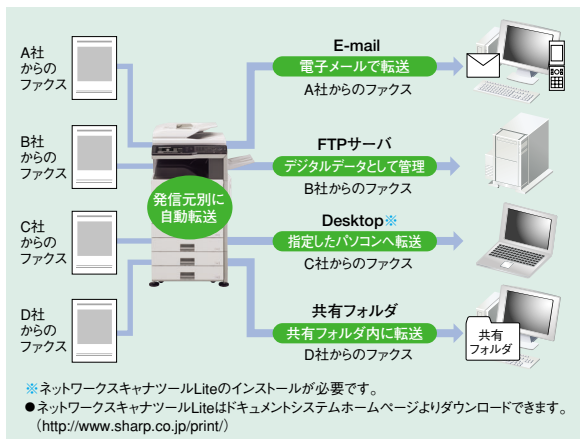 A社
からの
ファクス
E-mail
電子メールで転送
A社からのファクス
B社
からの
ファクス
FTPサーバ
デジタルデータとして管理
B社からのファクス
発信元別に
自動転送
C社
からの
ファクス
Desktop※
指定したパソコンへ転送
C社からのファクス
D社
からの
ファクス
共有フォルダ
共有フォルダ内に転送
D社からのファクス
共有
フォルダ
※ネットワークスキャナツールLiteのインストールが必要です。
●ネットワークスキャナツールLiteはドキュメントシステムホームページよりダウンロードできます。
（http://www.sharp.co.jp/print/）